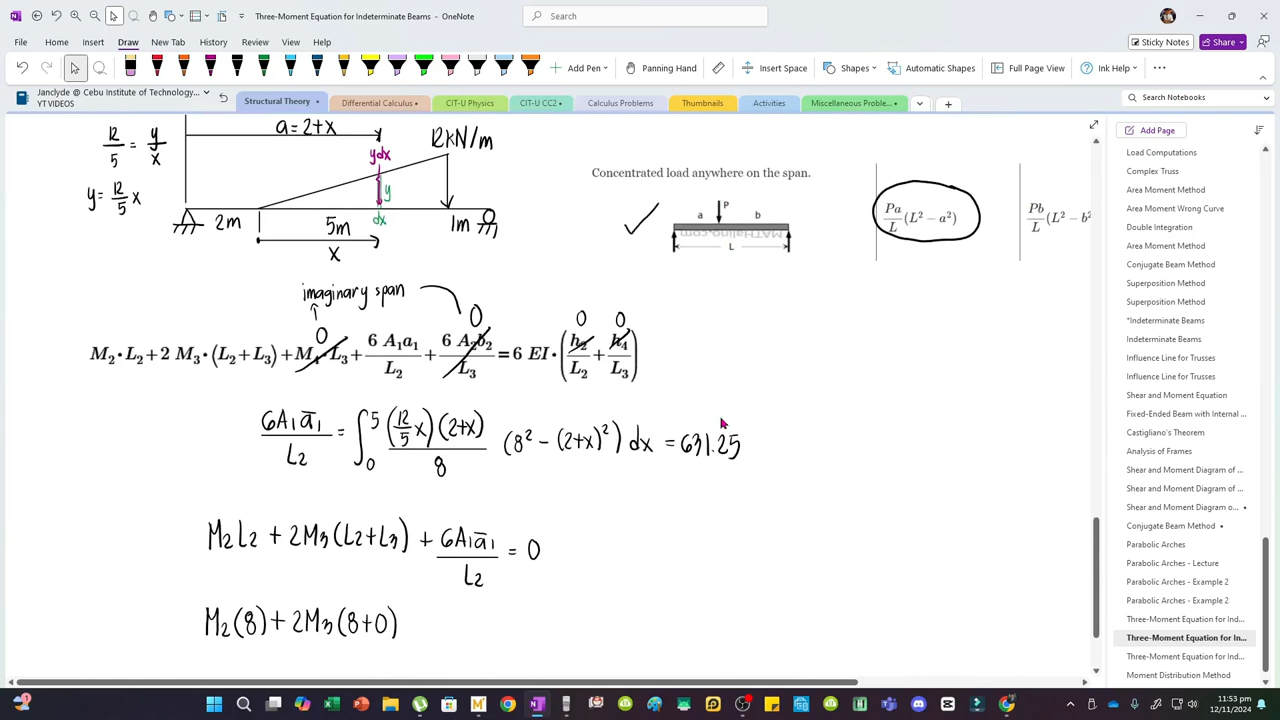 Three-Moment Equation for Indeterminate Beams - OneNote
Search
File Home Insert Draw New Tab History Review View Help
Sticky Notes Share
Add Pen Panning Hand Insert Space Shapes Automatic Shapes Full Page View Ink Help
Janclyde @ Cebu Institute of Technology...
YT VIDEOS
Structural Theory Differential Calculus CIT-U Physics CIT-U CC2 Calculus Problems Thumbnails Activities Miscellaneous Proble...
Search Notebooks
Add Page
Load Computations
Complex Truss
Area Moment Method
Area Moment Wrong Curve
Double Integration
Area Moment Method
Conjugate Beam Method
Superposition Method
Superposition Method
*Indeterminate Beams
Indeterminate Beams
Influence Line for Trusses
Influence Line for Trusses
Shear and Moment Equation
Fixed-Ended Beam with Internal ...
Castigliano's Theorem
Analysis of Frames
Shear and Moment Diagram of ...
Shear and Moment Diagram of ...
Shear and Moment Diagram o...
Conjugate Beam Method
Parabolic Arches
Parabolic Arches - Lecture
Parabolic Arches - Example 2
Parabolic Arches - Example 2
Three-Moment Equation for Ind...
Three-Moment Equation for In...
Three-Moment Equation for Ind...
Moment Distribution Method
a=2+x
12/5 = y/x
y=12/5 x
12kN/m
ydx
y
dx
2m
5m
1m
x
Concentrated load anywhere on the span.
P
a b
L
MATHalino.com
Pa/L (L² − a²)
Pb/L (L² − b²
imaginary span
0
0
0 0
M₂·L₂+2 M₃·(L₂+L₃)+M₄·L₃+6 A₁a₁/L₂+6 A₂b₂/L₃=6 EI·(h₂/L₂+h₄/L₃)
6A₁a̅₁/L₂ = ∫₀⁵ (12/5 x)(2+x)/8 (8² − (2+x)²) dx = 631.25
M₂L₂ + 2M₃(L₂+L₃) + 6A₁a̅₁/L₂ = 0
M₂(8)+2M₃(8+0)
11:53 pm
12/11/2024